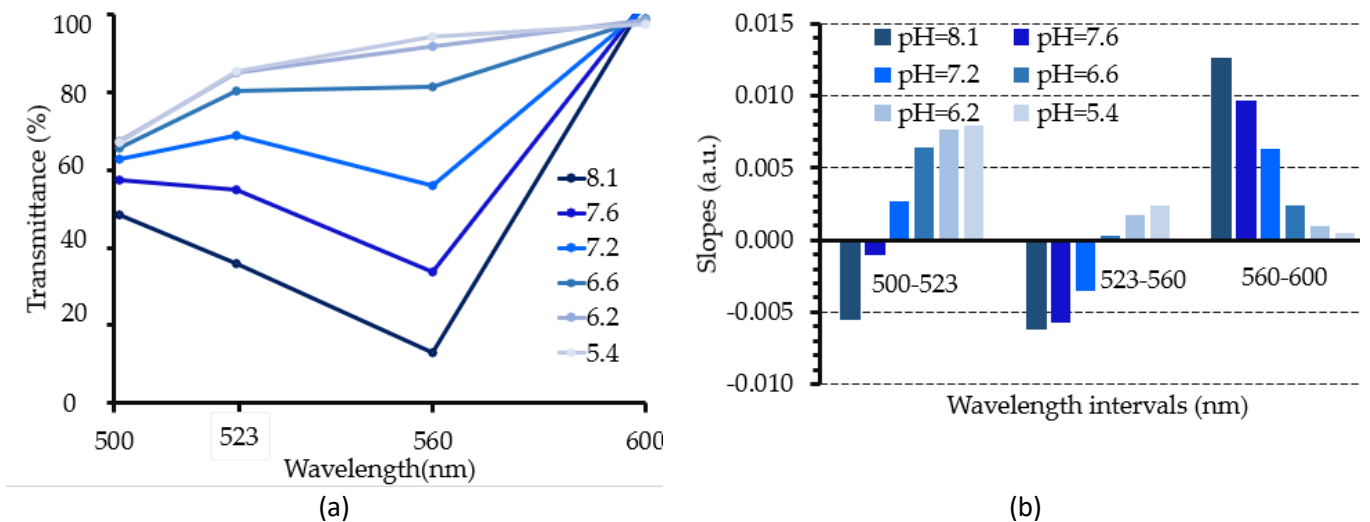 100
80
60
40
20
0
Transmittance (%)
500
523
560
600
Wavelength(nm)
8.1
7.6
7.2
6.6
6.2
5.4
(a)
0.015
0.010
0.005
0.000
-0.005
-0.010
Slopes (a.u.)
pH=8.1 pH=7.6
pH=7.2 pH=6.6
pH=6.2 pH=5.4
500-523
523-560
560-600
Wavelength intervals (nm)
(b)